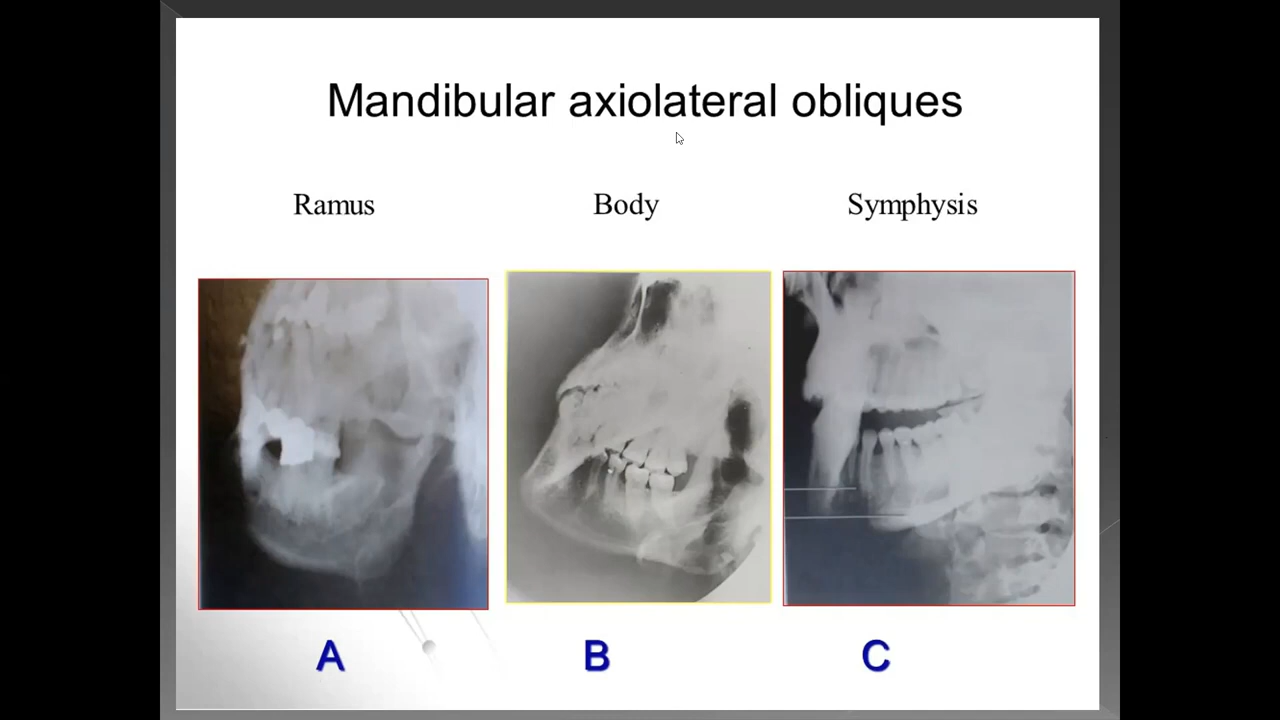 Mandibular axiolateral obliques
Ramus
Body
Symphysis
A
B
C